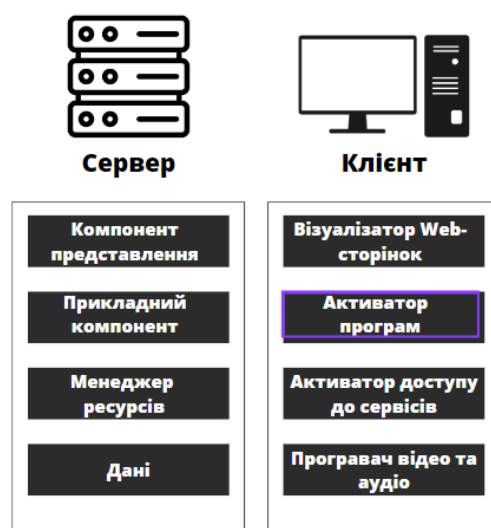 Сервер
Клієнт
Компонент
представлення
Прикладний
компонент
Менеджер
ресурсів
Дані
Візуалізатор Web-
сторінок
Активатор
програм
Активатор доступу
до сервісів
Програвач відео та
аудіо